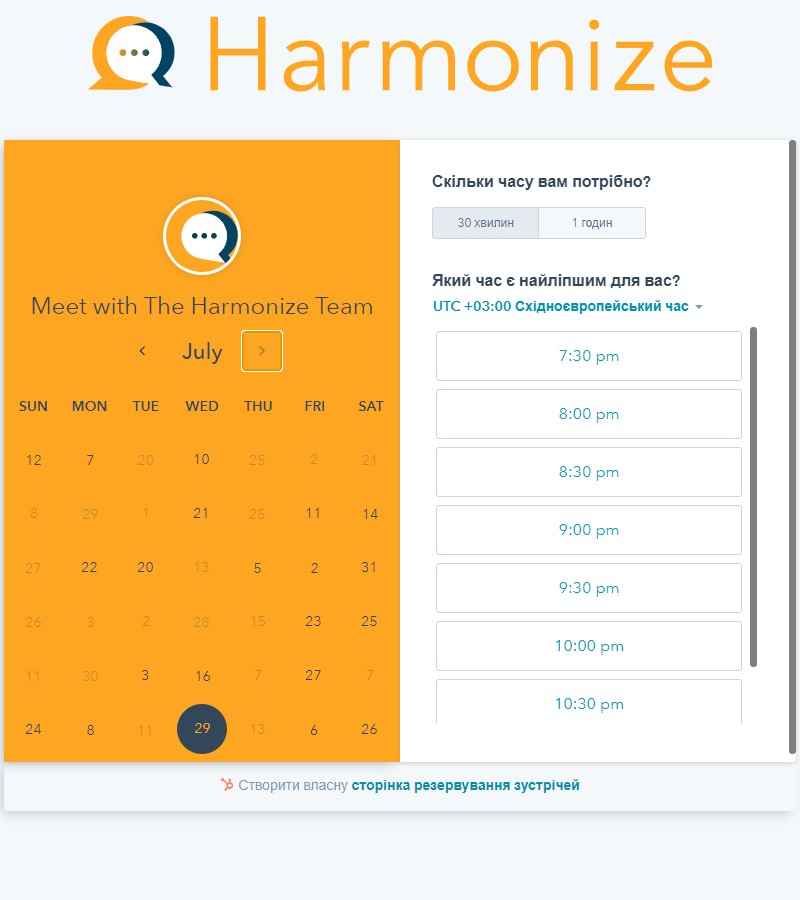 Harmonize
Meet with The Harmonize Team
July
SUN MON TUE WED THU FRI SAT
12 7 20 10 25 2 21
8 29 1 21 25 11 14
27 22 20 13 5 2 31
26 3 2 28 15 23 25
11 30 3 16 7 27 7
24 8 11 29 13 6 26
Скільки часу вам потрібно?
30 хвилин 1 годин
Який час є найліпшим для вас?
UTC +03:00 Східноєвропейський час
7:30 pm
8:00 pm
8:30 pm
9:00 pm
9:30 pm
10:00 pm
10:30 pm
Створити власну сторінка резервування зустрічей